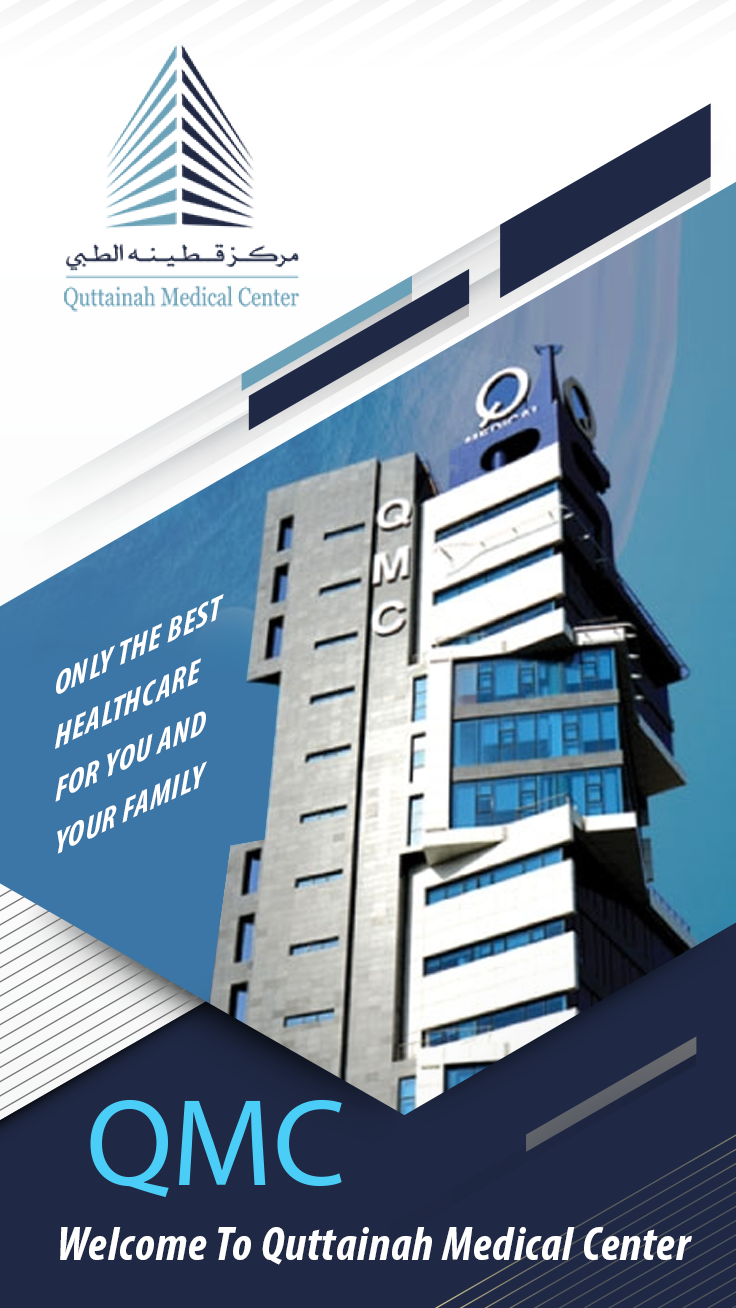 مركز قطينه الطبي
Quttainah Medical Center
Q
MEDICAL
Q
Q
M
C
ONLY THE BEST
HEALTHCARE
FOR YOU AND
YOUR FAMILY
QMC
Welcome To Quttainah Medical Center